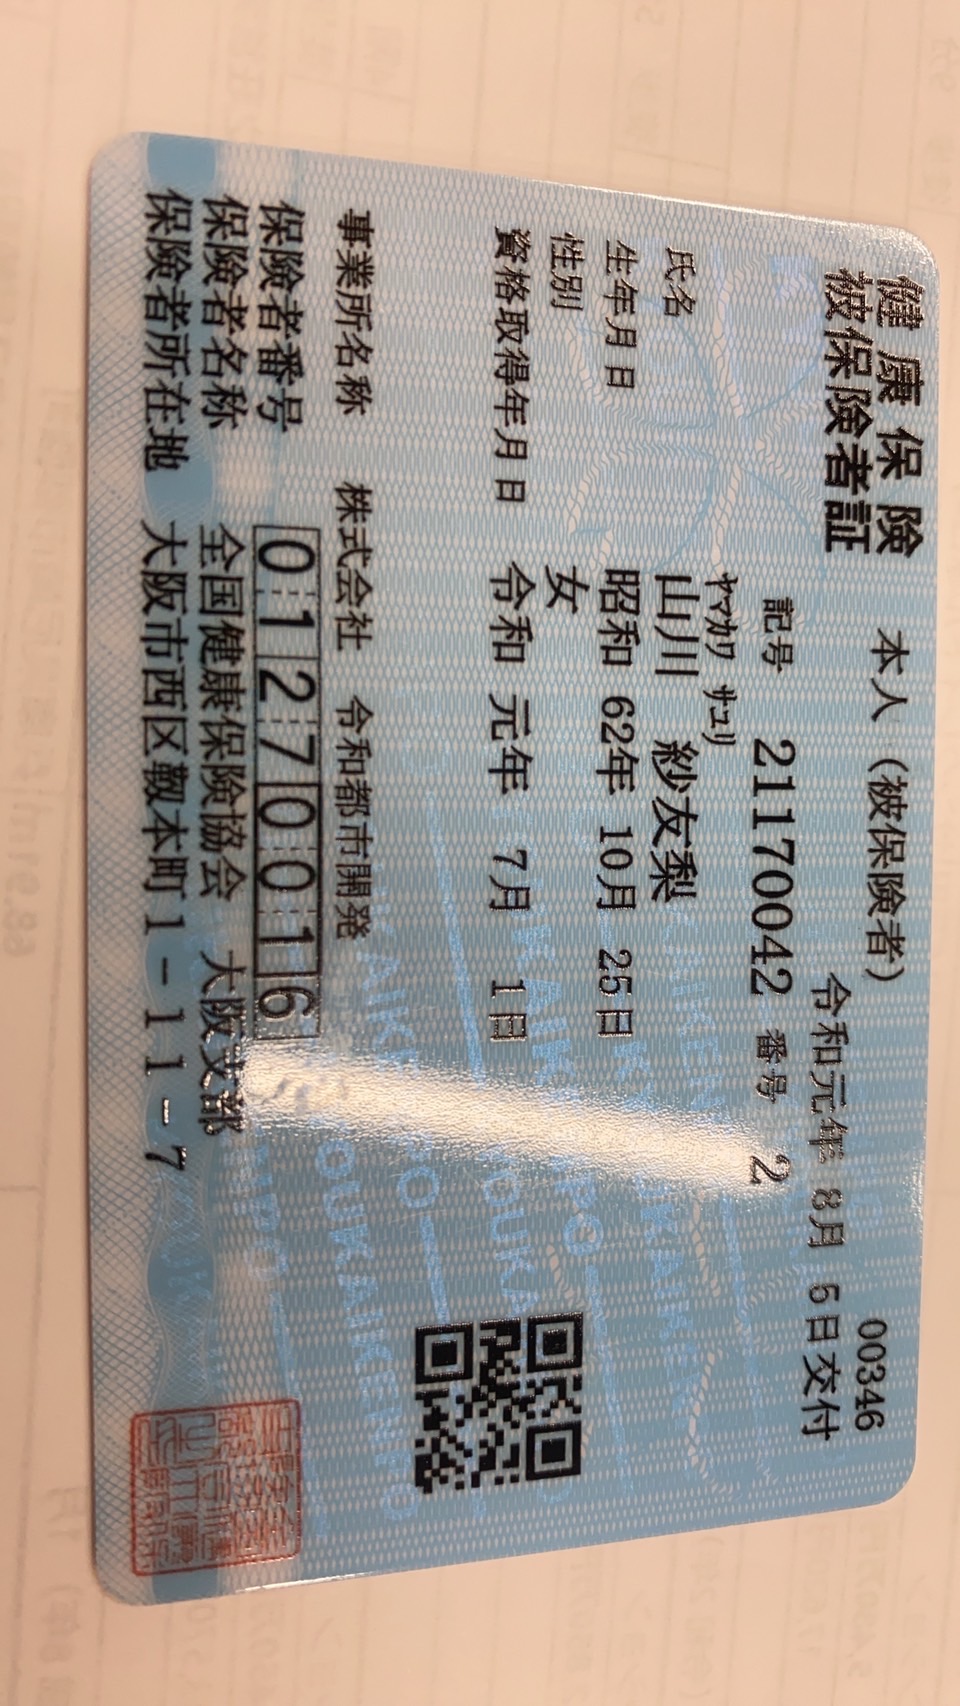 健康保険
被保険者証
本人（被保険者）
00346
令和元年 8月 6日交付
記号 21170042 番号 2
ﾔﾏｶﾜ ｻﾕﾘ
氏名 山川 紗友梨
生年月日 昭和 62年 10月 25日
性別 女
資格取得年月日 令和 元年 7月 1日
事業所名称 株式会社 令和都市開発
保険者番号 01270016
保険者名称 全国健康保険協会 大阪支部
保険者所在地 大阪市西区靱本町1-11-7